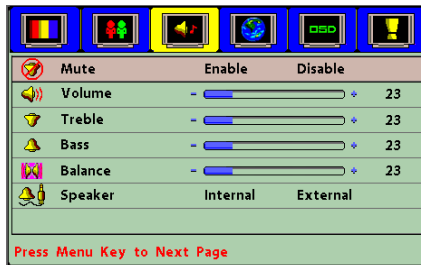 OSD
Mute Enable Disable
Volume - + 23
Treble - + 23
Bass - + 23
Balance - + 23
Speaker Internal External
Press Menu Key to Next Page